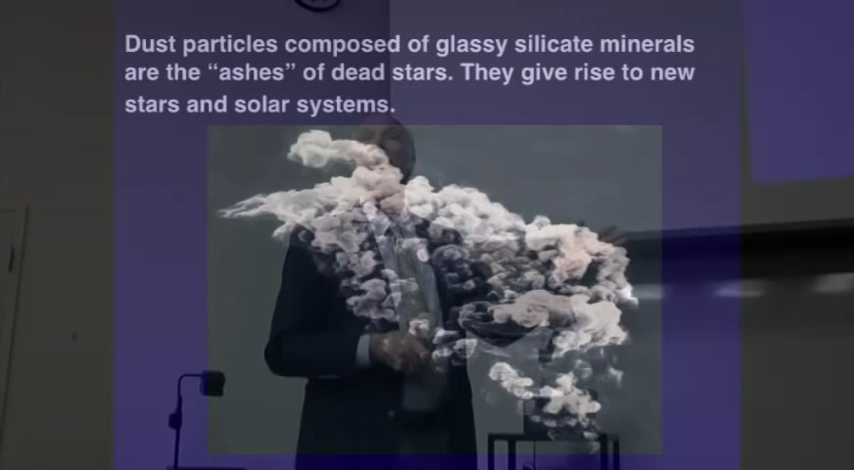 Dust particles composed of glassy silicate minerals
are the “ashes” of dead stars. They give rise to new
stars and solar systems.